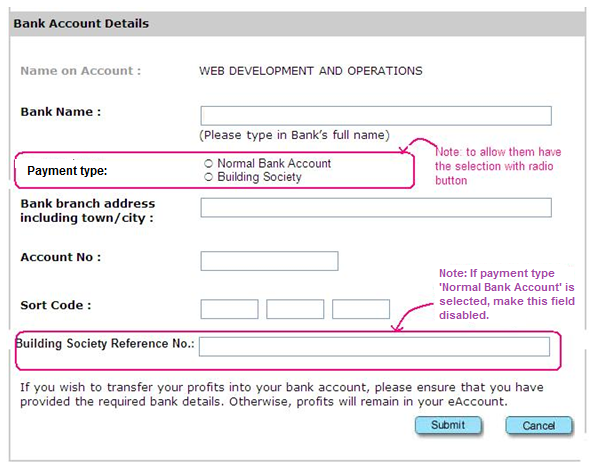 Bank Account Details
Name on Account : WEB DEVELOPMENT AND OPERATIONS
Bank Name :
(Please type in Bank's full name)
Note: to allow them have
the selection with radio
button
Payment type:
Normal Bank Account
Building Society
Bank branch address
including town/city :
Account No :
Note: If payment type
'Normal Bank Account' is
selected, make this field
disabled.
Sort Code :
Building Society Reference No.:
If you wish to transfer your profits into your bank account, please ensure that you have
provided the required bank details. Otherwise, profits will remain in your eAccount.
Submit Cancel